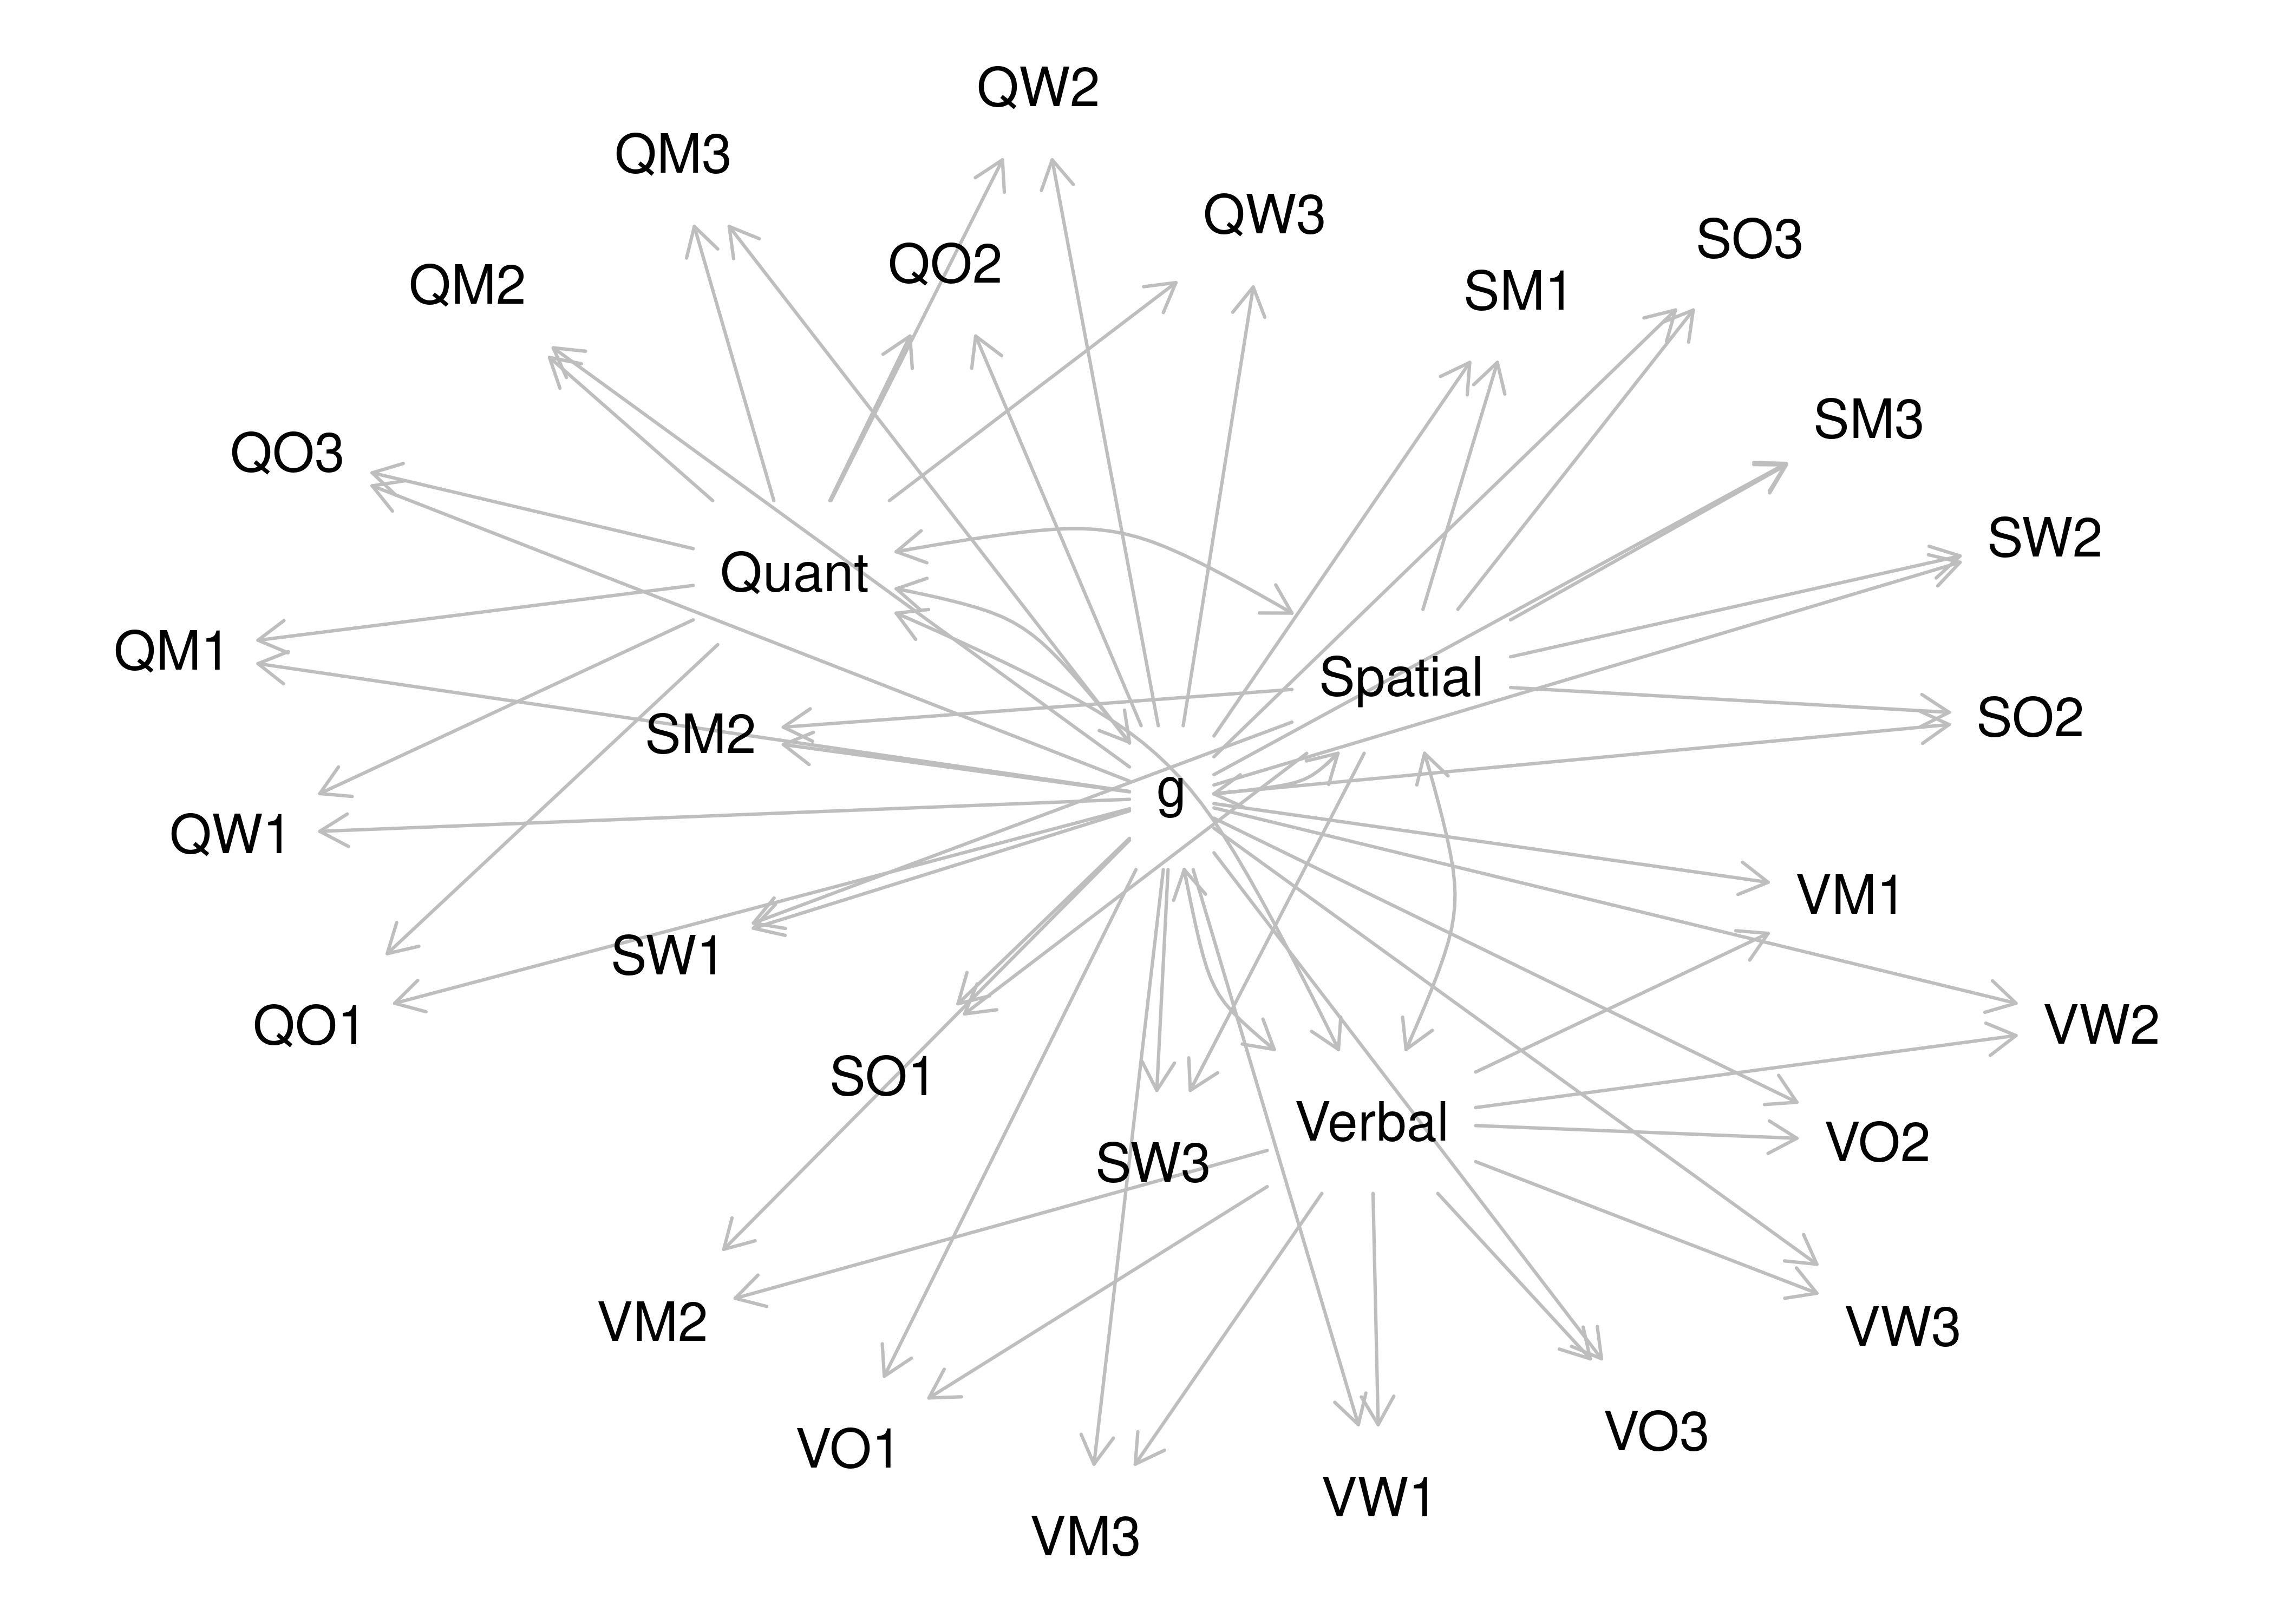 QW2
QM3
QW3
SO3
QO2
QM2
SM1
SM3
QO3
SW2
Quant
QM1
Spatial
SO2
SM2
g
QW1
VM1
SW1
QO1
VW2
SO1
Verbal
VO2
SW3
VM2
VW3
VO3
VO1
VW1
VM3